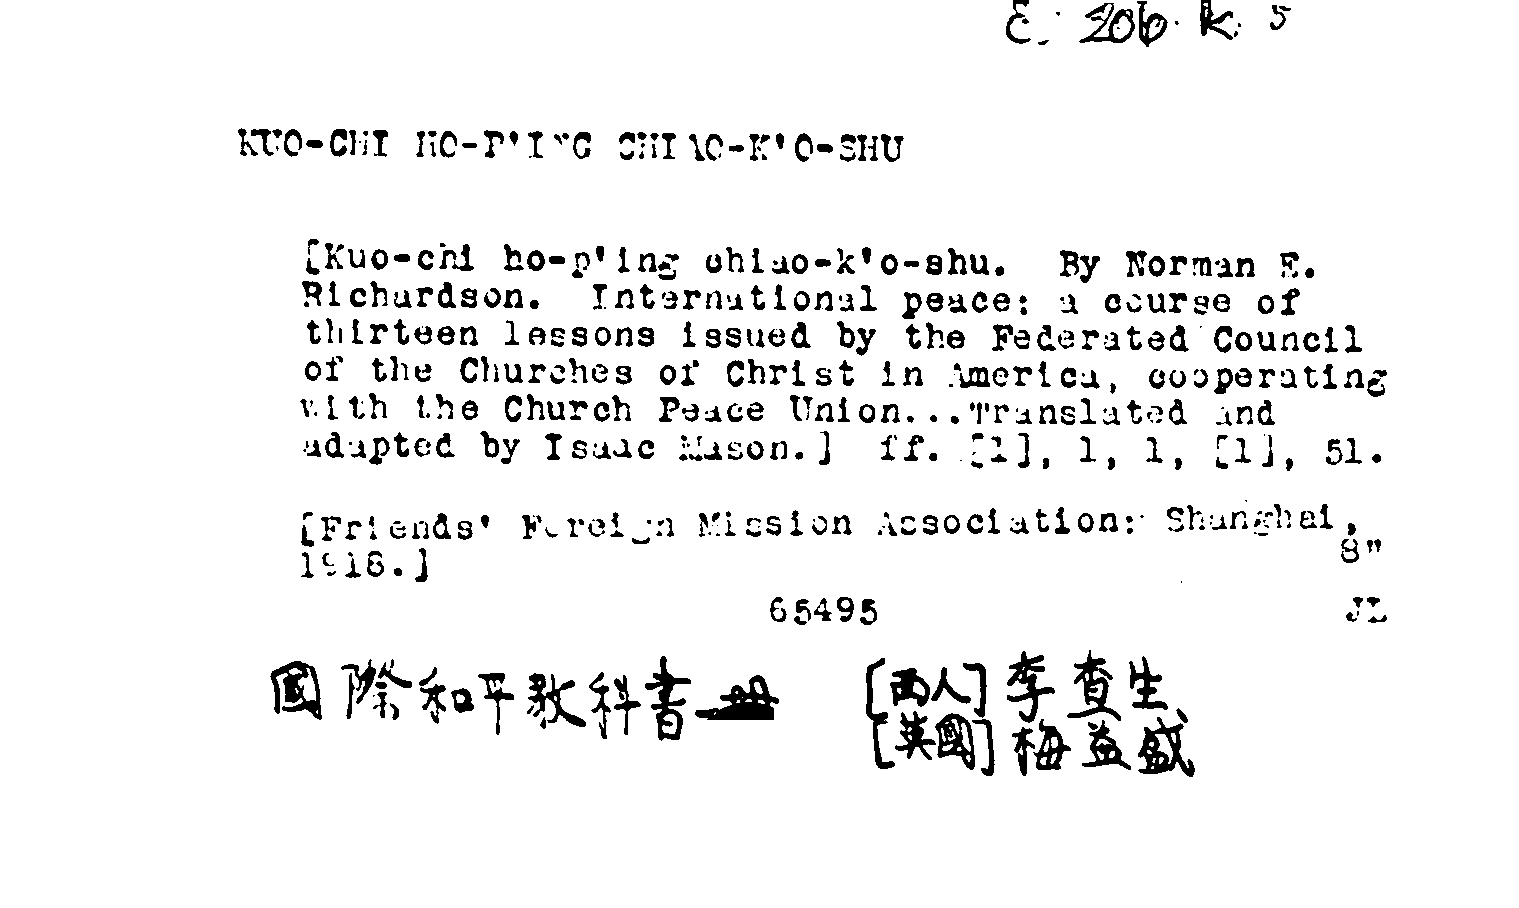 E. 206. K. 5
KUO-CHI HO-P'ING CHIAO-K'O-SHU
[Kuo-chi ho-p'ing chiao-k'o-shu. By Norman E.
Richardson. International peace: a course of
thirteen lessons issued by the Federated Council
of the Churches of Christ in America, cooperating
with the Church Peace Union...Translated and
adapted by Isaac Mason.] ff. [1], 1, 1, [1], 51.
[Friends' Foreign Mission Association: Shanghai,
1918.] 8"
65495 JL
國際和平教科書一册 [西人]李查生
[英國]梅益盛